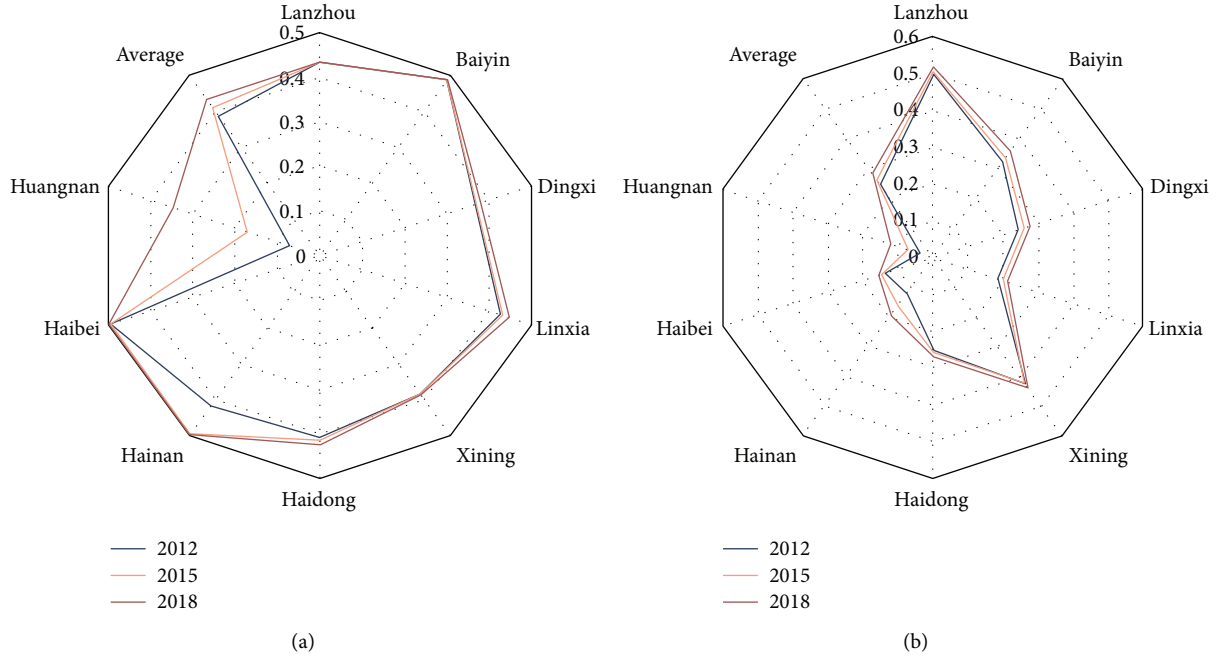 Lanzhou
0.5
Average
Baiyin
0.4
0.3
Huangnan
0.2
Dingxi
0.1
0
Haibei
Linxia
Hainan
Xining
Haidong
2012
2015
2018
(a)
Lanzhou
0.6
Average
Baiyin
0.5
0.4
0.3
Huangnan
0.2
Dingxi
0.1
0
Haibei
Linxia
Hainan
Xining
Haidong
2012
2015
2018
(b)